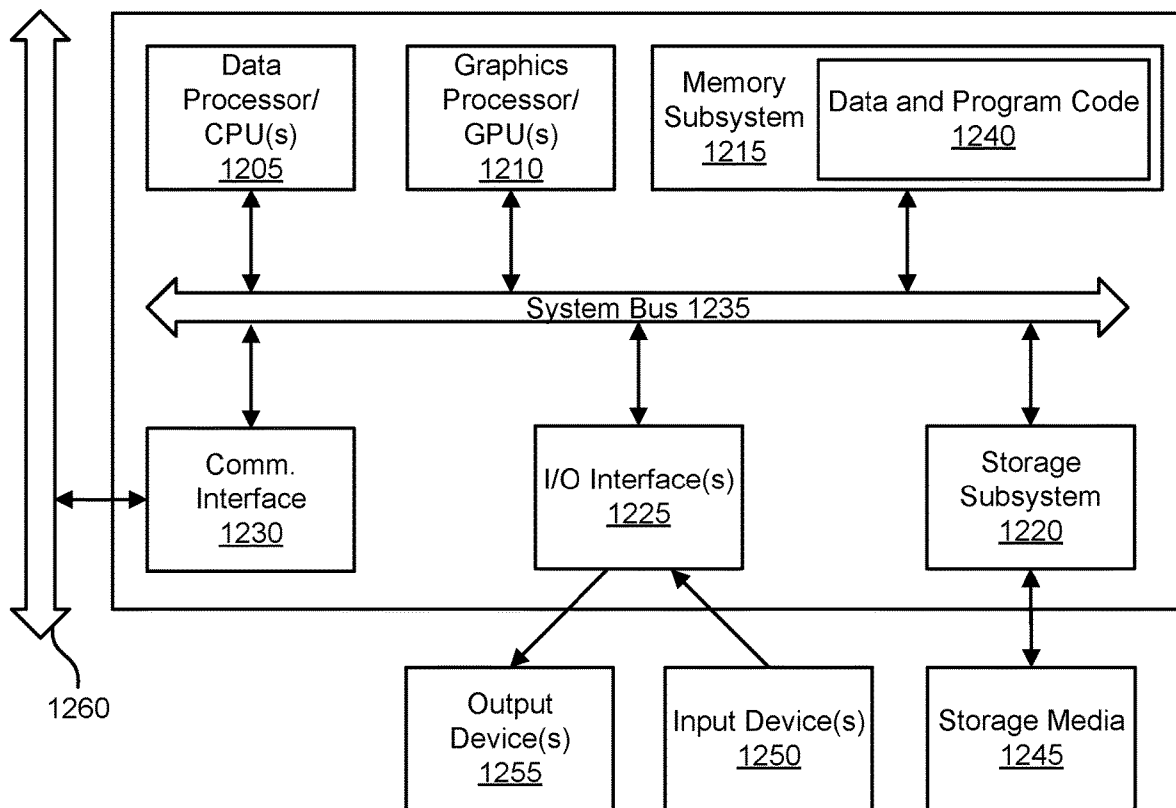 Data
Processor/
CPU(s)
1205
Graphics
Processor/
GPU(s)
1210
Memory
Subsystem
1215
Data and Program Code
1240
System Bus 1235
Comm.
Interface
1230
I/O Interface(s)
1225
Storage
Subsystem
1220
1260
Output
Device(s)
1255
Input Device(s)
1250
Storage Media
1245